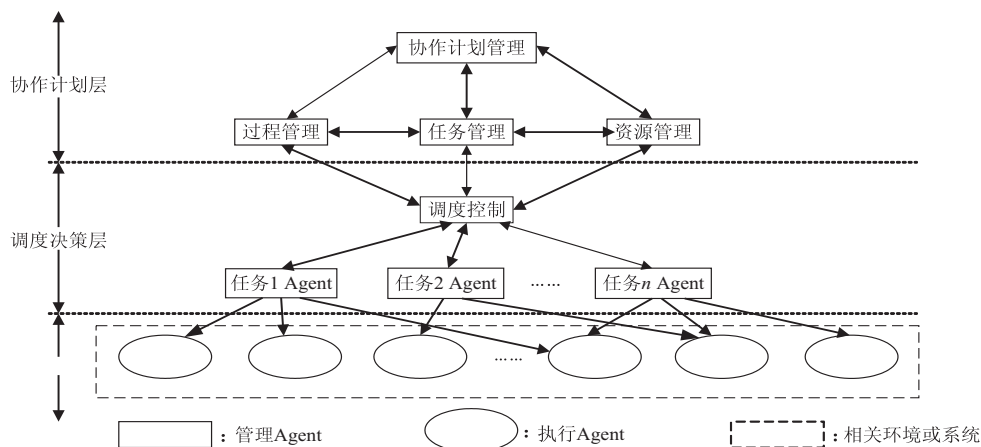 协作计划管理
协作计划层
过程管理
任务管理
资源管理
调度控制
调度决策层
任务1 Agent
任务2 Agent
……
任务n Agent
……
：管理Agent
：执行Agent
：相关环境或系统